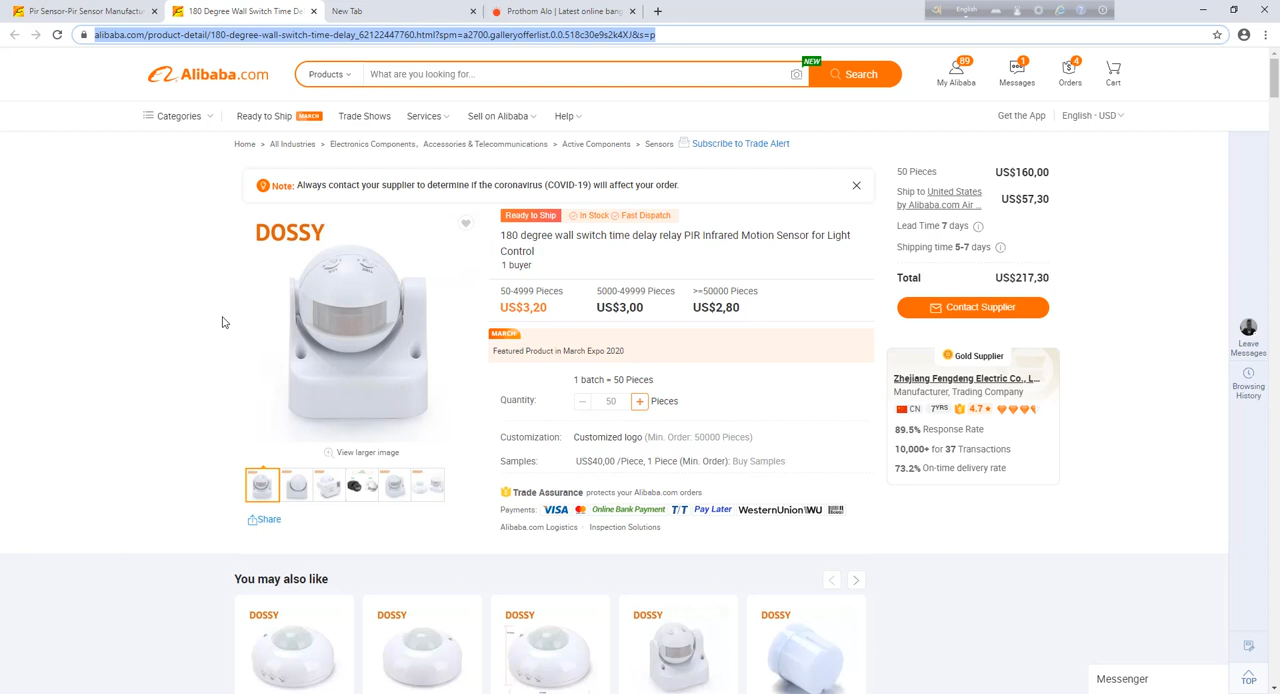 Pir Sensor-Pir Sensor Manufactu
180 Degree Wall Switch Time De
New Tab
Prothom Alo | Latest online bang
English
alibaba.com/product-detail/180-degree-wall-switch-time-delay_62122447760.html?spm=a2700.galleryofferlist.0.0.518c30e9s2k4XJ&s=p
Alibaba.com
Products
What are you looking for...
NEW
Search
89
My Alibaba
1
Messages
4
Orders
Cart
Categories
Ready to Ship MARCH
Trade Shows
Services
Sell on Alibaba
Help
Get the App
English - USD
Home > All Industries > Electronics Components, Accessories & Telecommunications > Active Components > Sensors
Subscribe to Trade Alert
Note: Always contact your supplier to determine if the coronavirus (COVID-19) will affect your order.
DOSSY
View larger image
Share
Ready to Ship In Stock Fast Dispatch
180 degree wall switch time delay relay PIR Infrared Motion Sensor for Light
Control
1 buyer
50-4999 Pieces 5000-49999 Pieces >=50000 Pieces
US$3,20 US$3,00 US$2,80
MARCH
Featured Product in March Expo 2020
1 batch = 50 Pieces
Quantity: − 50 + Pieces
Customization: Customized logo (Min. Order: 50000 Pieces)
Samples: US$40,00 /Piece, 1 Piece (Min. Order): Buy Samples
Trade Assurance protects your Alibaba.com orders
Payments: VISA Online Bank Payment T/T Pay Later WesternUnion WU
Alibaba.com Logistics · Inspection Solutions
50 Pieces US$160,00
Ship to United States
by Alibaba.com Air ... US$57,30
Lead Time 7 days
Shipping time 5-7 days
Total US$217,30
Contact Supplier
Gold Supplier
Zhejiang Fengdeng Electric Co., L...
Manufacturer, Trading Company
CN 7YRS 4.7
89.5% Response Rate
10,000+ for 37 Transactions
73.2% On-time delivery rate
Leave
Messages
Browsing
History
You may also like
DOSSY
DOSSY
DOSSY
DOSSY
DOSSY
Messenger
TOP